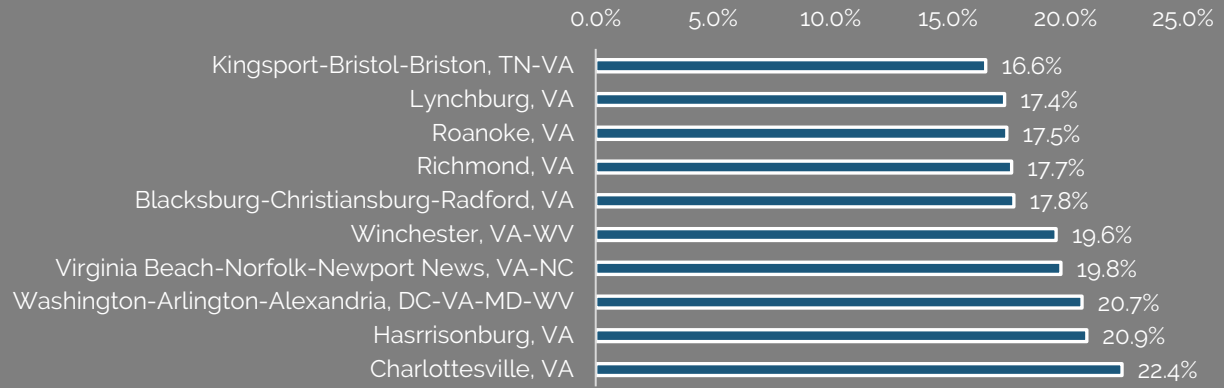 0.0% 5.0% 10.0% 15.0% 20.0% 25.0%
Kingsport-Bristol-Briston, TN-VA 16.6%
Lynchburg, VA 17.4%
Roanoke, VA 17.5%
Richmond, VA 17.7%
Blacksburg-Christiansburg-Radford, VA 17.8%
Winchester, VA-WV 19.6%
Virginia Beach-Norfolk-Newport News, VA-NC 19.8%
Washington-Arlington-Alexandria, DC-VA-MD-WV 20.7%
Hasrrisonburg, VA 20.9%
Charlottesville, VA 22.4%